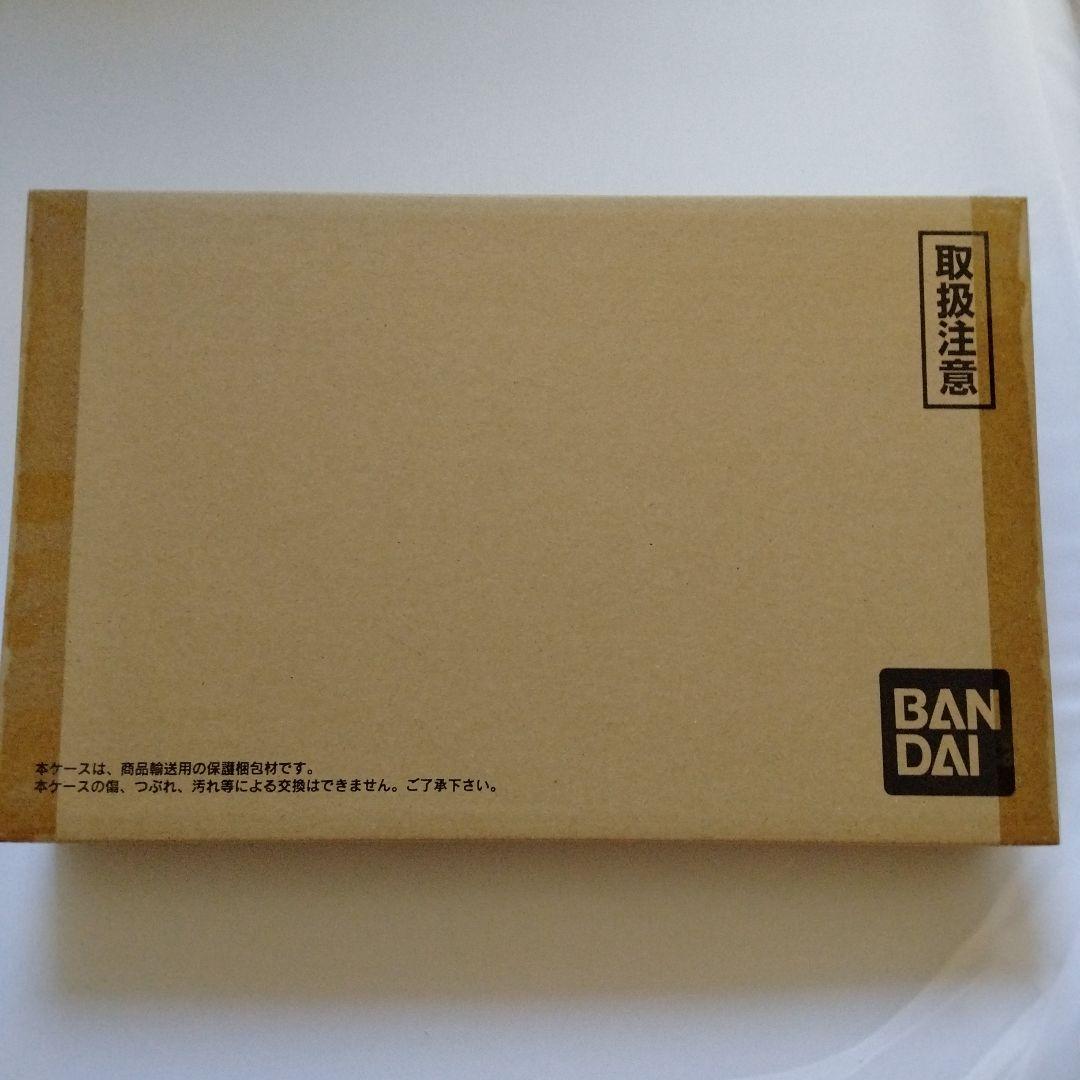 取扱注意
BAN
DAI
本ケースは、商品輸送用の保護梱包材です。
本ケースの傷、つぶれ、汚れ等による交換はできません。ご了承下さい。